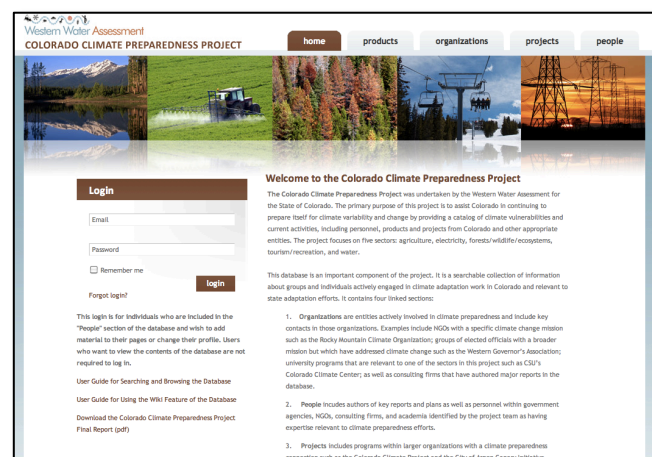 Western Water Assessment
COLORADO CLIMATE PREPAREDNESS PROJECT
home
products
organizations
projects
people
Login
Email
Password
Remember me
login
Forgot login?
This login is for individuals who are included in the
"People" section of the database and wish to add
material to their pages or change their profile. Users
who want to view the contents of the database are not
required to log in.
User Guide for Searching and Browsing the Database
User Guide for Using the Wiki Feature of the Database
Download the Colorado Climate Preparedness Project
Final Report (pdf)
Welcome to the Colorado Climate Preparedness Project
The Colorado Climate Preparedness Project was undertaken by the Western Water Assessment for
the State of Colorado. The primary purpose of this project is to assist Colorado in continuing to
prepare itself for climate variability and change by providing a catalog of climate vulnerabilities and
current activities, including personnel, products and projects from Colorado and other appropriate
entities. The project focuses on five sectors: agriculture, electricity, forests/wildlife/ecosystems,
tourism/recreation, and water.
This database is an important component of the project. It is a searchable collection of information
about groups and individuals actively engaged in climate adaptation work in Colorado and relevant to
state adaptation efforts. It contains four linked sections:
1. Organizations are entities actively involved in climate preparedness and include key
contacts in those organizations. Examples include NGOs with a specific climate change mission
such as the Rocky Mountain Climate Organization; groups of elected officials with a broader
mission but which have addressed climate change such as the Western Governor's Association;
university programs that are relevant to one of the sectors in this project such as CSU's
Colorado Climate Center; as well as consulting firms that have authored major reports in the
database.
2. People includes authors of key reports and plans as well as personnel within government
agencies, NGOs, consulting firms, and academia identified by the project team as having
expertise relevant to climate preparedness efforts.
3. Projects includes programs within larger organizations with a climate preparedness